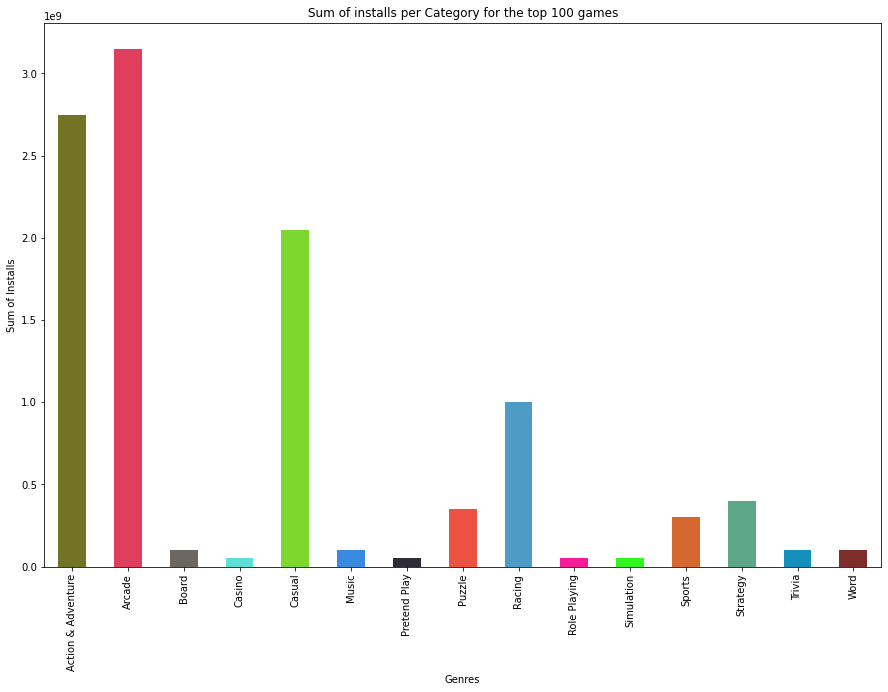 Sum of installs per Category for the top 100 games
1e9
3.0
2.5
2.0
1.5
1.0
0.5
0.0
Sum of Installs
Action & Adventure
Arcade
Board
Casino
Casual
Music
Pretend Play
Puzzle
Racing
Role Playing
Simulation
Sports
Strategy
Trivia
Word
Genres